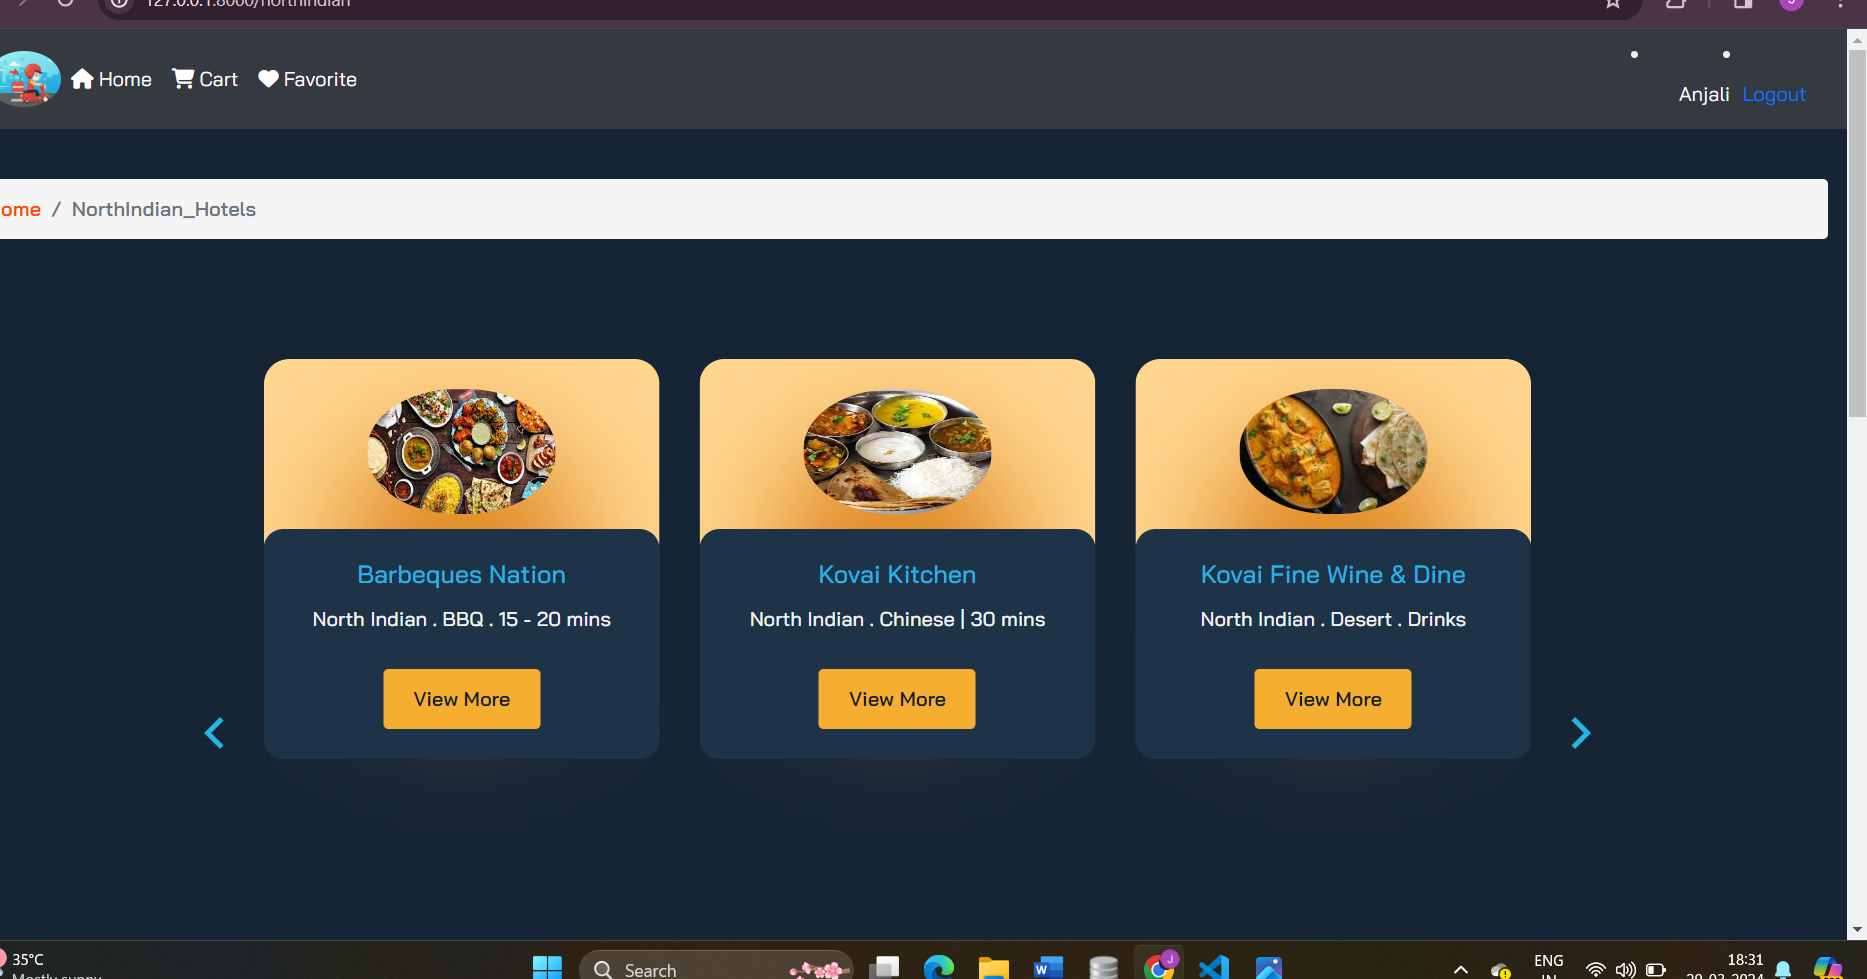 127.0.0.1:8000/northindian
Home Cart Favorite
Anjali Logout
ome / NorthIndian_Hotels
Barbeques Nation
North Indian . BBQ . 15 - 20 mins
View More
Kovai Kitchen
North Indian . Chinese | 30 mins
View More
Kovai Fine Wine & Dine
North Indian . Desert . Drinks
View More
35°C
Mostly sunny
Search
ENG
IN
18:31
29-03-2024